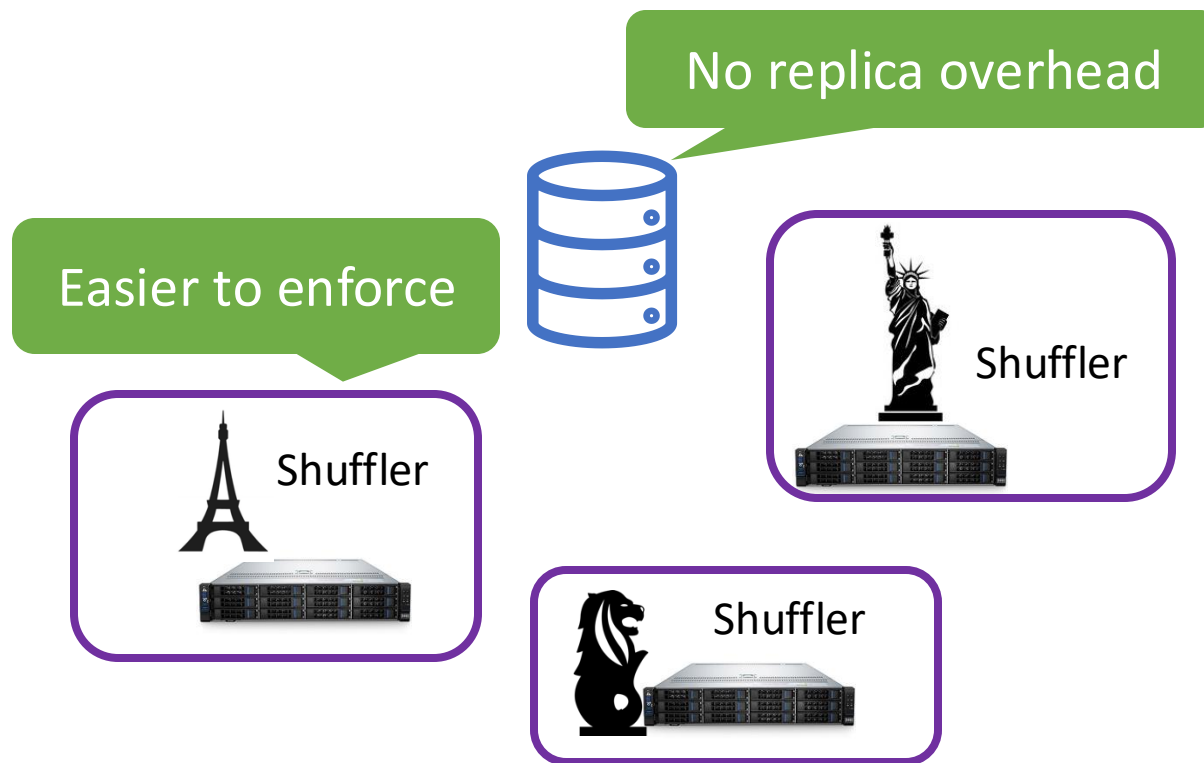 No replica overhead
Easier to enforce
Shuffler
Shuffler
Shuffler